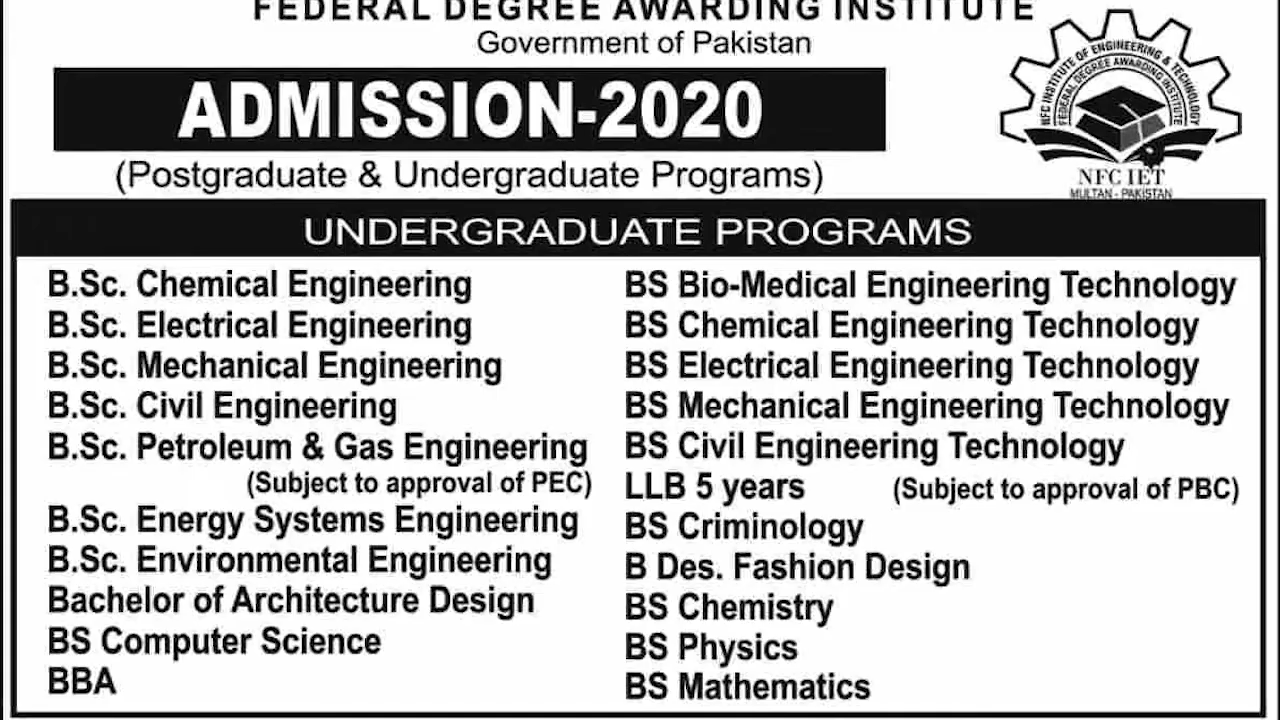 FEDERAL DEGREE AWARDING INSTITUTE
Government of Pakistan
ADMISSION-2020
(Postgraduate & Undergraduate Programs)
NFC INSTITUTE OF ENGINEERING & TECHNOLOGY
FEDERAL DEGREE AWARDING INSTITUTE
NFC IET
MULTAN - PAKISTAN
UNDERGRADUATE PROGRAMS
B.Sc. Chemical Engineering
B.Sc. Electrical Engineering
B.Sc. Mechanical Engineering
B.Sc. Civil Engineering
B.Sc. Petroleum & Gas Engineering
(Subject to approval of PEC)
B.Sc. Energy Systems Engineering
B.Sc. Environmental Engineering
Bachelor of Architecture Design
BS Computer Science
BBA
BS Bio-Medical Engineering Technology
BS Chemical Engineering Technology
BS Electrical Engineering Technology
BS Mechanical Engineering Technology
BS Civil Engineering Technology
LLB 5 years (Subject to approval of PBC)
BS Criminology
B Des. Fashion Design
BS Chemistry
BS Physics
BS Mathematics